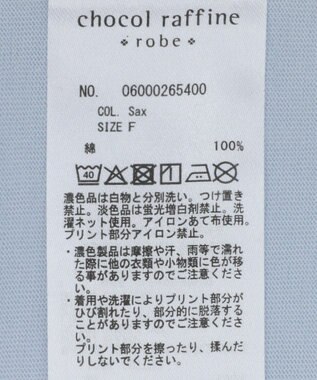 chocol raffine
robe
NO. 06000265400
COL. Sax
SIZE F
綿 100%
40
濃色品は白物と分別洗い。つけ置き
禁止。淡色品は蛍光増白剤禁止。洗
濯ネット使用。アイロンあて布使用。
プリント部分アイロン禁止。
・濃色製品は摩擦や汗、雨等で濡れ
た際に他の衣類や小物類に色が移
る事がありますのでご注意くださ
い。
・着用や洗濯によりプリント部分が
ひび割れたり、部分的に脱落する
ことがありますのでご注意くださ
い。
プリント部分を擦ったり、揉んだ
りしないでください。